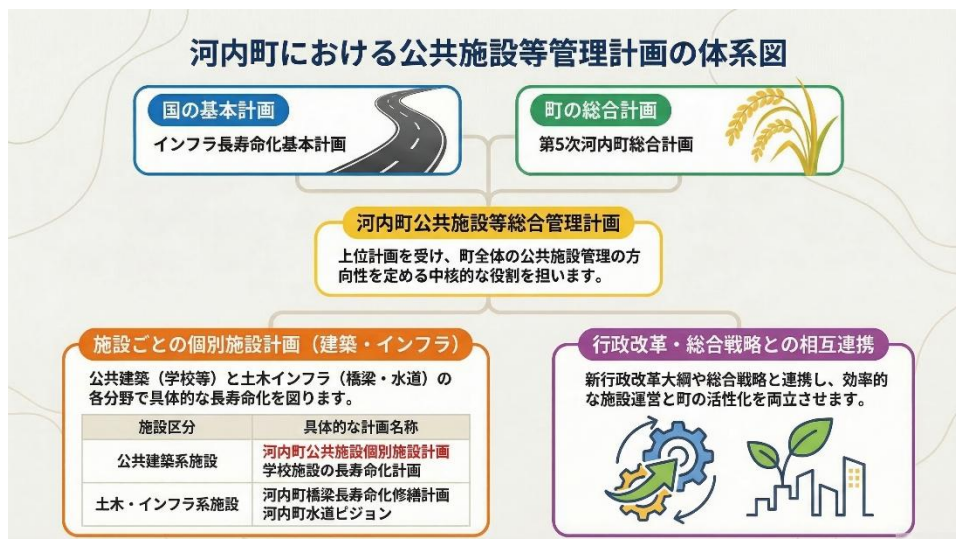 河内町における公共施設等管理計画の体系図
国の基本計画
インフラ長寿命化基本計画
町の総合計画
第5次河内町総合計画
河内町公共施設等総合管理計画
上位計画を受け、町全体の公共施設管理の方
向性を定める中核的な役割を担います。
施設ごとの個別施設計画（建築・インフラ）
公共建築（学校等）と土木インフラ（橋梁・水道）の
各分野で具体的な長寿命化を図ります。
施設区分
具体的な計画名称
公共建築系施設
河内町公共施設個別施設計画
学校施設の長寿命化計画
土木・インフラ系施設
河内町橋梁長寿命化修繕計画
河内町水道ビジョン
行政改革・総合戦略との相互連携
新行政改革大綱や総合戦略と連携し、効率的
な施設運営と町の活性化を両立させます。